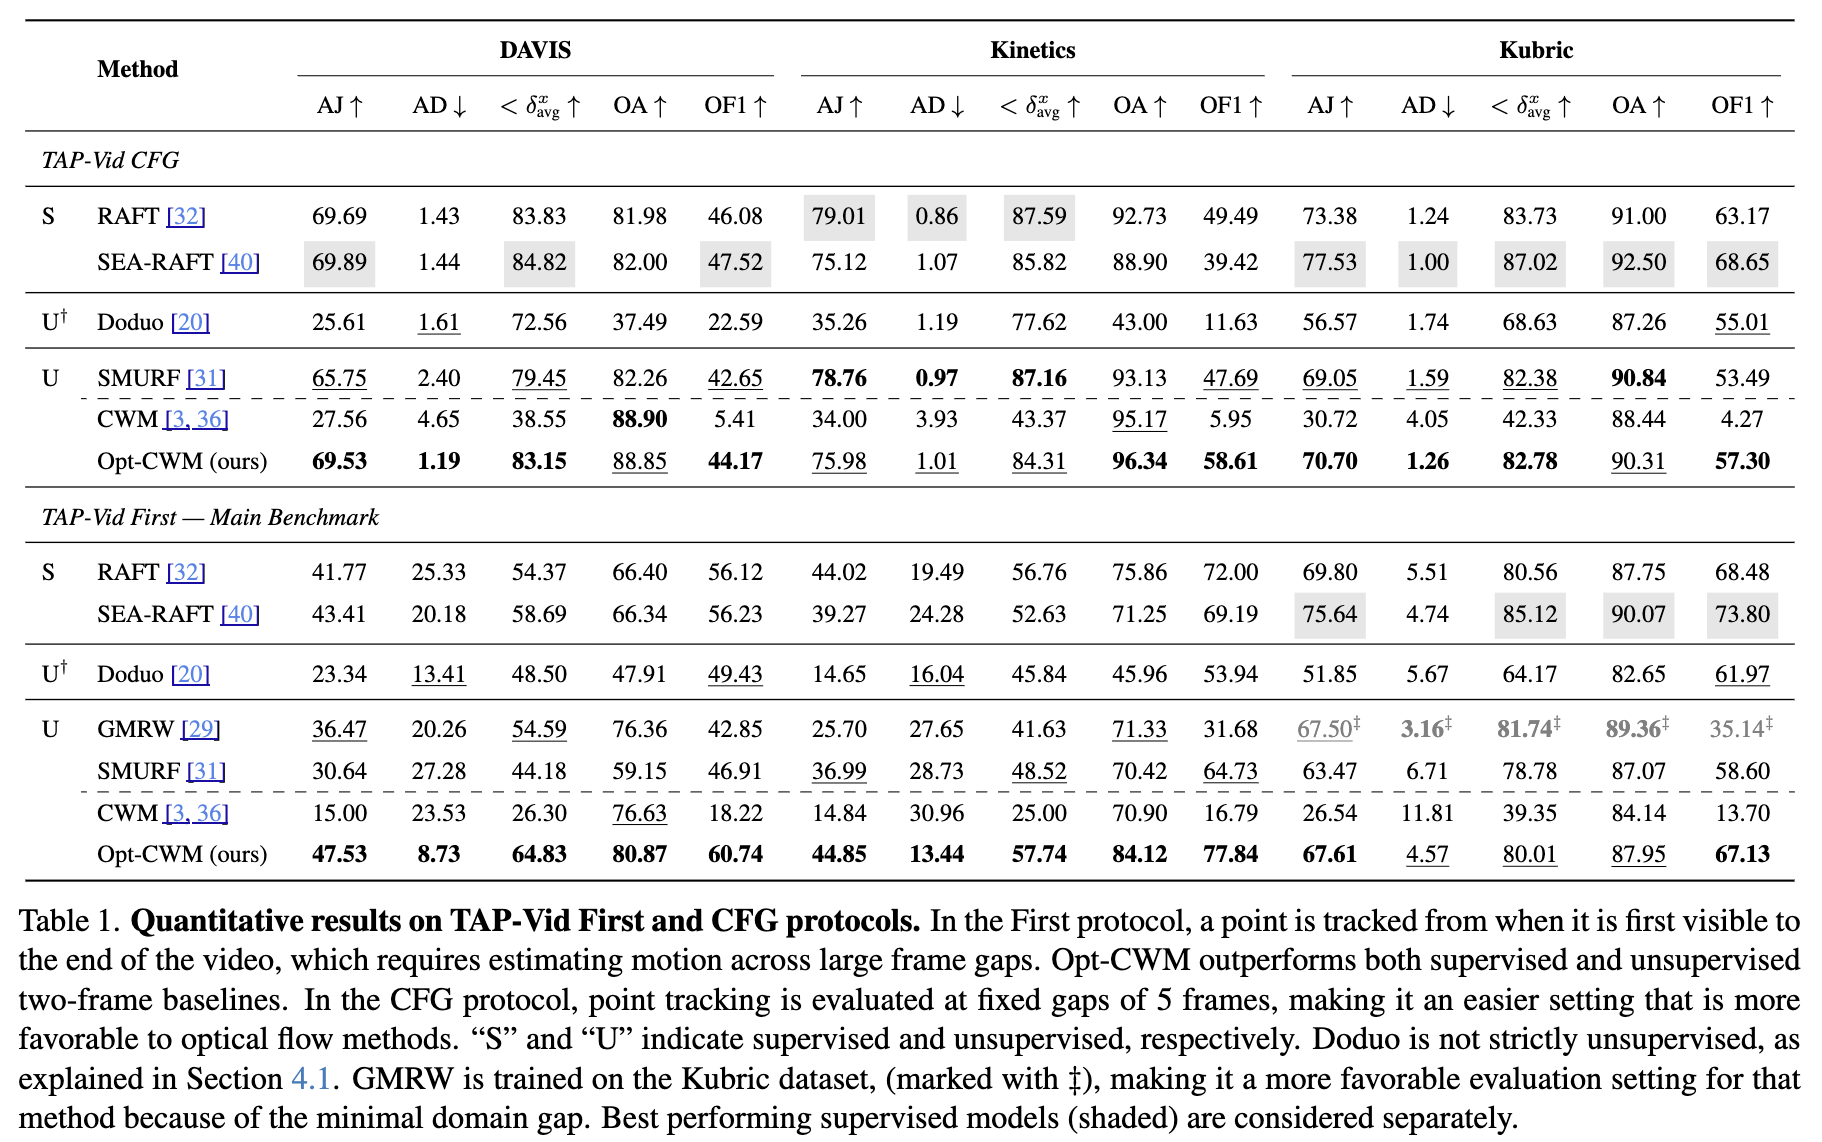 Method DAVIS Kinetics Kubric
AJ ↑ AD ↓ < δ^x_avg ↑ OA ↑ OF1 ↑ AJ ↑ AD ↓ < δ^x_avg ↑ OA ↑ OF1 ↑ AJ ↑ AD ↓ < δ^x_avg ↑ OA ↑ OF1 ↑
TAP-Vid CFG
S RAFT [32] 69.69 1.43 83.83 81.98 46.08 79.01 0.86 87.59 92.73 49.49 73.38 1.24 83.73 91.00 63.17
SEA-RAFT [40] 69.89 1.44 84.82 82.00 47.52 75.12 1.07 85.82 88.90 39.42 77.53 1.00 87.02 92.50 68.65
U† Doduo [20] 25.61 1.61 72.56 37.49 22.59 35.26 1.19 77.62 43.00 11.63 56.57 1.74 68.63 87.26 55.01
U SMURF [31] 65.75 2.40 79.45 82.26 42.65 78.76 0.97 87.16 93.13 47.69 69.05 1.59 82.38 90.84 53.49
CWM [3, 36] 27.56 4.65 38.55 88.90 5.41 34.00 3.93 43.37 95.17 5.95 30.72 4.05 42.33 88.44 4.27
Opt-CWM (ours) 69.53 1.19 83.15 88.85 44.17 75.98 1.01 84.31 96.34 58.61 70.70 1.26 82.78 90.31 57.30
TAP-Vid First — Main Benchmark
S RAFT [32] 41.77 25.33 54.37 66.40 56.12 44.02 19.49 56.76 75.86 72.00 69.80 5.51 80.56 87.75 68.48
SEA-RAFT [40] 43.41 20.18 58.69 66.34 56.23 39.27 24.28 52.63 71.25 69.19 75.64 4.74 85.12 90.07 73.80
U† Doduo [20] 23.34 13.41 48.50 47.91 49.43 14.65 16.04 45.84 45.96 53.94 51.85 5.67 64.17 82.65 61.97
U GMRW [29] 36.47 20.26 54.59 76.36 42.85 25.70 27.65 41.63 71.33 31.68 67.50‡ 3.16‡ 81.74‡ 89.36‡ 35.14‡
SMURF [31] 30.64 27.28 44.18 59.15 46.91 36.99 28.73 48.52 70.42 64.73 63.47 6.71 78.78 87.07 58.60
CWM [3, 36] 15.00 23.53 26.30 76.63 18.22 14.84 30.96 25.00 70.90 16.79 26.54 11.81 39.35 84.14 13.70
Opt-CWM (ours) 47.53 8.73 64.83 80.87 60.74 44.85 13.44 57.74 84.12 77.84 67.61 4.57 80.01 87.95 67.13
Table 1. Quantitative results on TAP-Vid First and CFG protocols. In the First protocol, a point is tracked from when it is first visible to
the end of the video, which requires estimating motion across large frame gaps. Opt-CWM outperforms both supervised and unsupervised
two-frame baselines. In the CFG protocol, point tracking is evaluated at fixed gaps of 5 frames, making it an easier setting that is more
favorable to optical flow methods. “S” and “U” indicate supervised and unsupervised, respectively. Doduo is not strictly unsupervised, as
explained in Section 4.1. GMRW is trained on the Kubric dataset, (marked with ‡), making it a more favorable evaluation setting for that
method because of the minimal domain gap. Best performing supervised models (shaded) are considered separately.